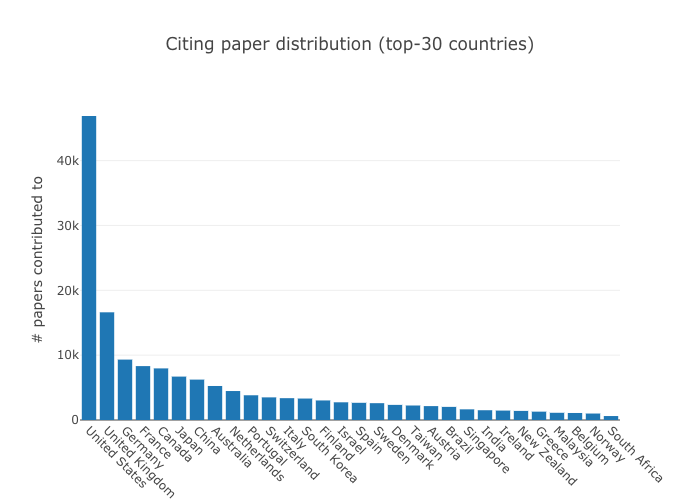 Citing paper distribution (top-30 countries)
# papers contributed to
40k
30k
20k
10k
0
United States
United Kingdom
Germany
France
Canada
Japan
China
Australia
Netherlands
Portugal
Switzerland
Italy
South Korea
Finland
Israel
Spain
Sweden
Denmark
Taiwan
Austria
Brazil
Singapore
India
Ireland
New Zealand
Greece
Malaysia
Belgium
Norway
South Africa